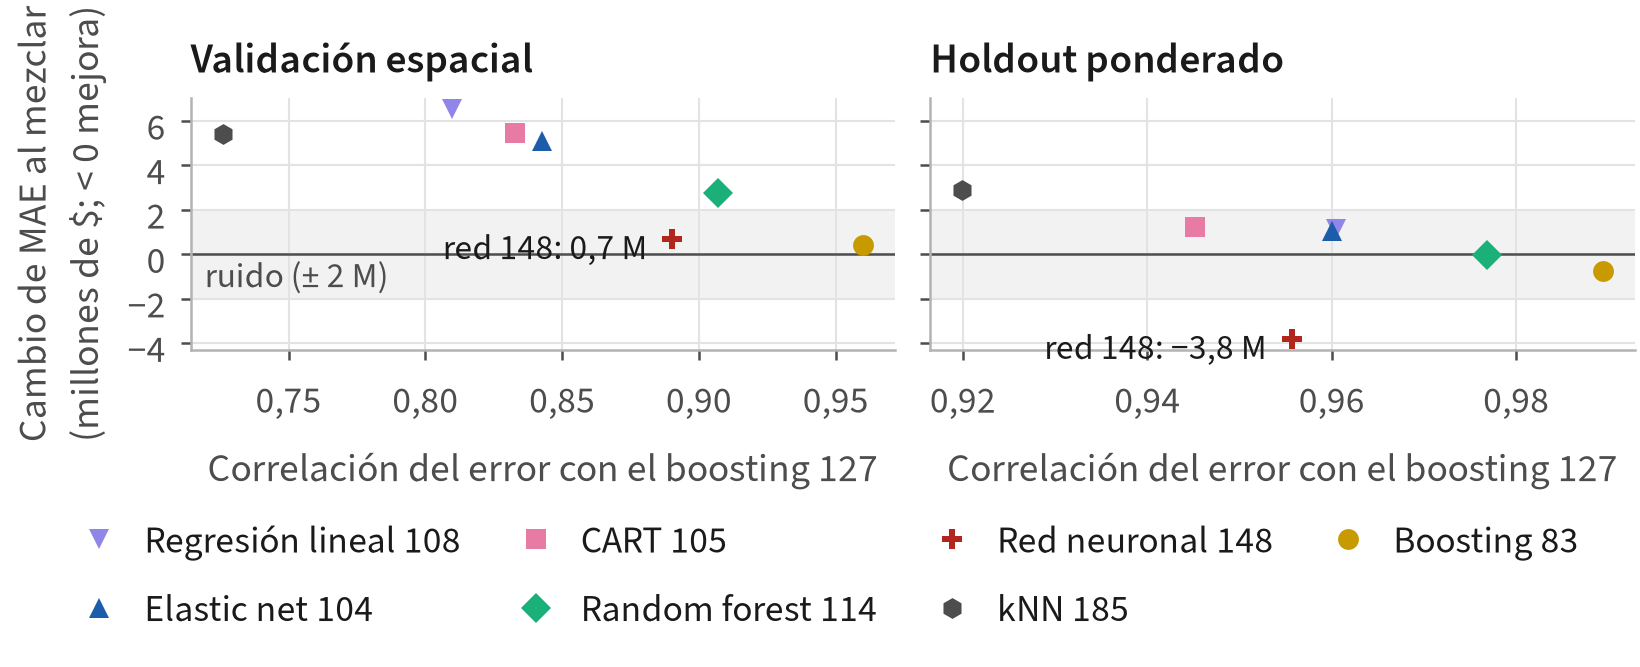 Cambio de MAE al mezclar
(millones de $; < 0 mejora)
Validación espacial
Holdout ponderado
6
4
2
0
−2
−4
red 148: 0,7 M
ruido (± 2 M)
red 148: −3,8 M
0,75 0,80 0,85 0,90 0,95
0,92 0,94 0,96 0,98
Correlación del error con el boosting 127
Correlación del error con el boosting 127
Regresión lineal 108 CART 105 Red neuronal 148 Boosting 83
Elastic net 104 Random forest 114 kNN 185